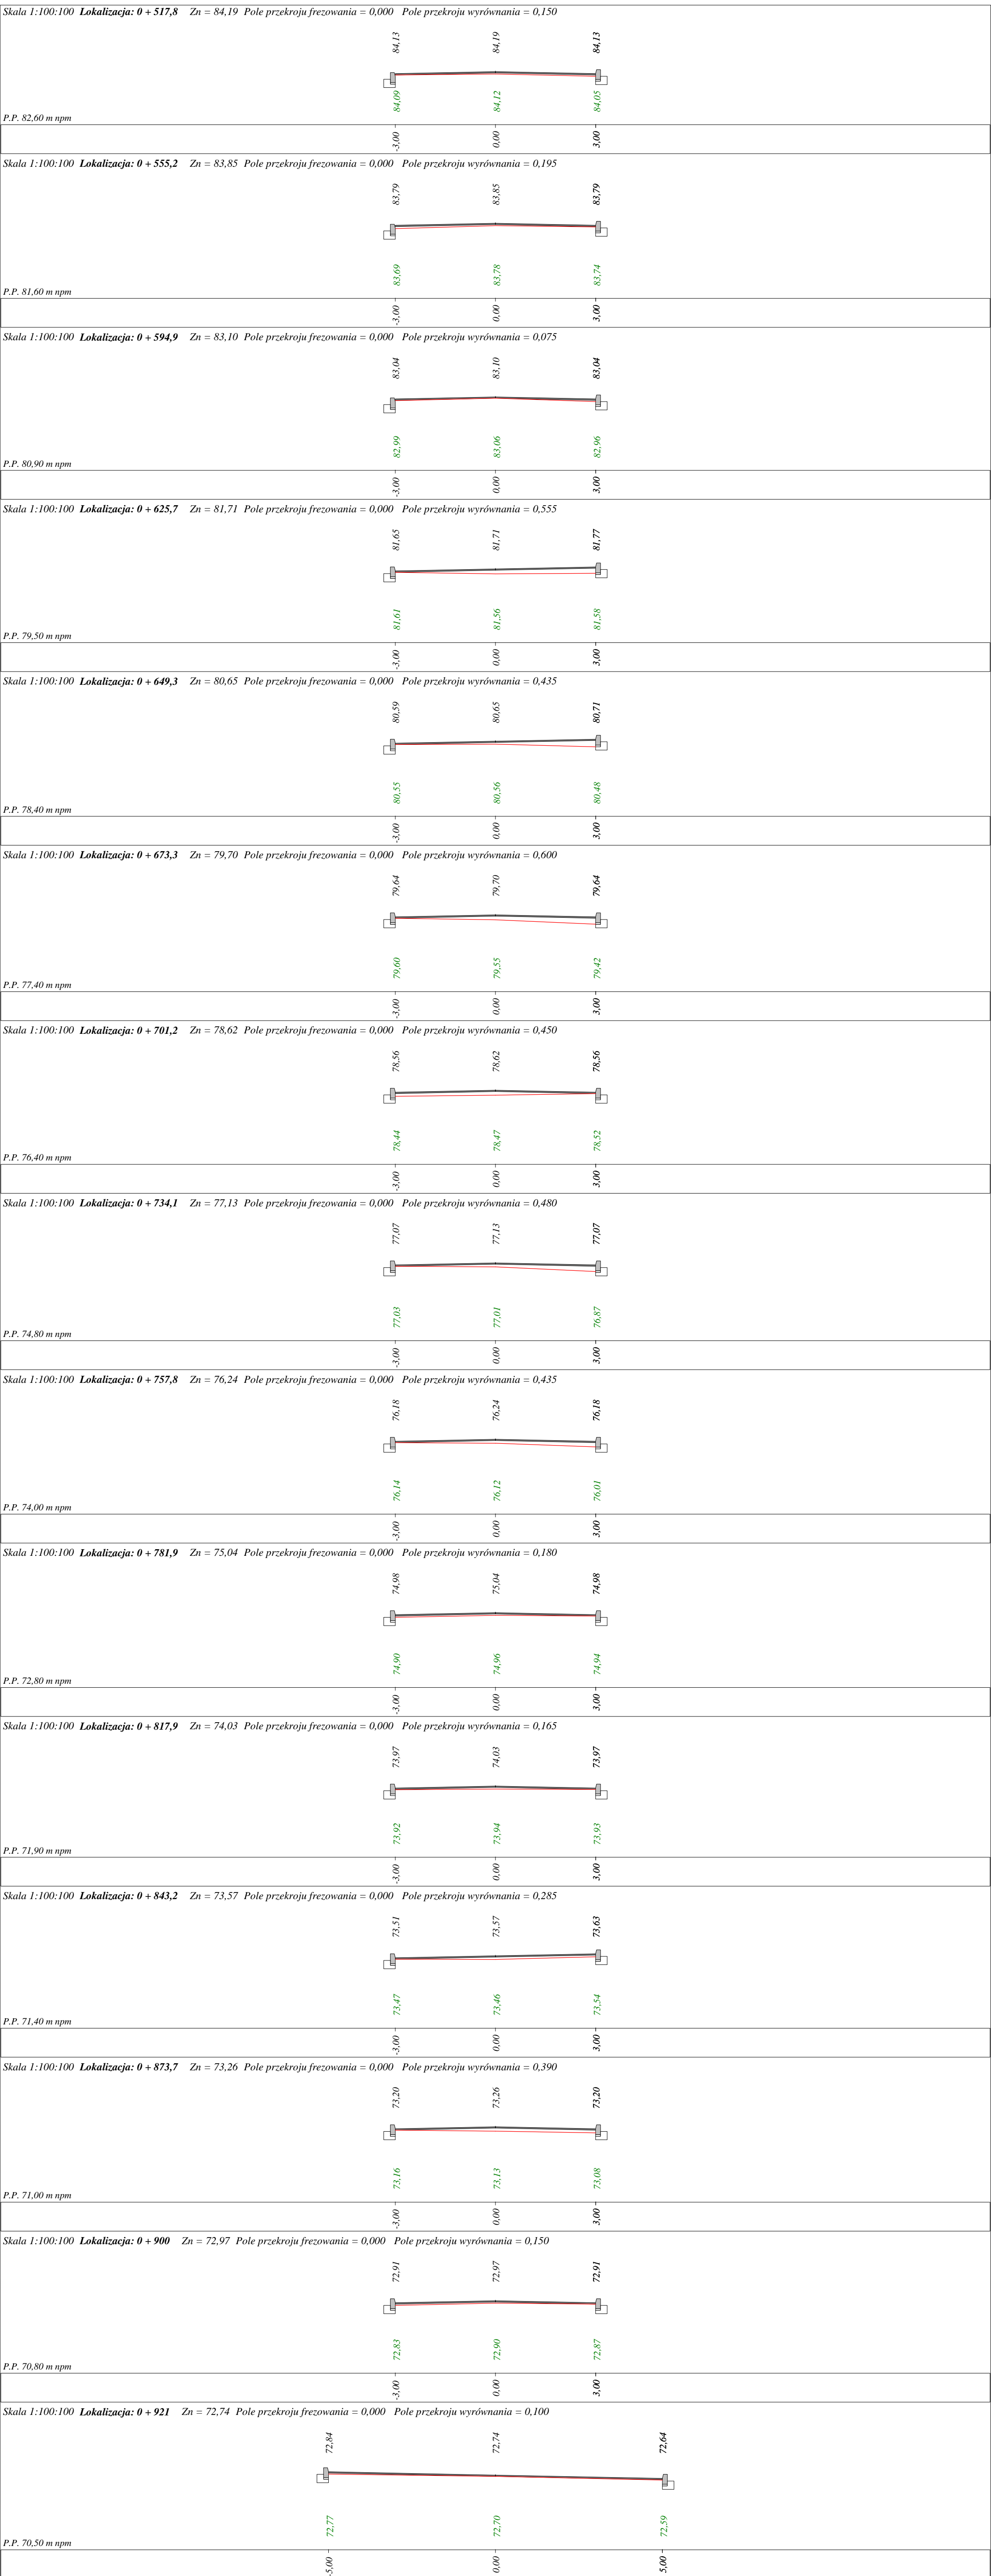 Skala 1:100:100 Lokalizacja: 0 + 517,8 Zn = 84,19 Pole przekroju frezowania = 0,000 Pole przekroju wyrównania = 0,150
84,13 84,19 84,13
84,09 84,12 84,05
P.P. 82,60 m npm
-3,00 0,00 3,00
Skala 1:100:100 Lokalizacja: 0 + 555,2 Zn = 83,85 Pole przekroju frezowania = 0,000 Pole przekroju wyrównania = 0,195
83,79 83,85 83,79
83,69 83,78 83,74
P.P. 81,60 m npm
-3,00 0,00 3,00
Skala 1:100:100 Lokalizacja: 0 + 594,9 Zn = 83,10 Pole przekroju frezowania = 0,000 Pole przekroju wyrównania = 0,075
83,04 83,10 83,04
82,99 83,06 82,96
P.P. 80,90 m npm
-3,00 0,00 3,00
Skala 1:100:100 Lokalizacja: 0 + 625,7 Zn = 81,71 Pole przekroju frezowania = 0,000 Pole przekroju wyrównania = 0,555
81,65 81,71 81,77
81,61 81,56 81,58
P.P. 79,50 m npm
-3,00 0,00 3,00
Skala 1:100:100 Lokalizacja: 0 + 649,3 Zn = 80,65 Pole przekroju frezowania = 0,000 Pole przekroju wyrównania = 0,435
80,59 80,65 80,71
80,55 80,56 80,48
P.P. 78,40 m npm
-3,00 0,00 3,00
Skala 1:100:100 Lokalizacja: 0 + 673,3 Zn = 79,70 Pole przekroju frezowania = 0,000 Pole przekroju wyrównania = 0,600
79,64 79,70 79,64
79,60 79,55 79,42
P.P. 77,40 m npm
-3,00 0,00 3,00
Skala 1:100:100 Lokalizacja: 0 + 701,2 Zn = 78,62 Pole przekroju frezowania = 0,000 Pole przekroju wyrównania = 0,450
78,56 78,62 78,56
78,44 78,47 78,52
P.P. 76,40 m npm
-3,00 0,00 3,00
Skala 1:100:100 Lokalizacja: 0 + 734,1 Zn = 77,13 Pole przekroju frezowania = 0,000 Pole przekroju wyrównania = 0,480
77,07 77,13 77,07
77,03 77,01 76,87
P.P. 74,80 m npm
-3,00 0,00 3,00
Skala 1:100:100 Lokalizacja: 0 + 757,8 Zn = 76,24 Pole przekroju frezowania = 0,000 Pole przekroju wyrównania = 0,435
76,18 76,24 76,18
76,14 76,12 76,01
P.P. 74,00 m npm
-3,00 0,00 3,00
Skala 1:100:100 Lokalizacja: 0 + 781,9 Zn = 75,04 Pole przekroju frezowania = 0,000 Pole przekroju wyrównania = 0,180
74,98 75,04 74,98
74,90 74,96 74,94
P.P. 72,80 m npm
-3,00 0,00 3,00
Skala 1:100:100 Lokalizacja: 0 + 817,9 Zn = 74,03 Pole przekroju frezowania = 0,000 Pole przekroju wyrównania = 0,165
73,97 74,03 73,97
73,92 73,94 73,93
P.P. 71,90 m npm
-3,00 0,00 3,00
Skala 1:100:100 Lokalizacja: 0 + 843,2 Zn = 73,57 Pole przekroju frezowania = 0,000 Pole przekroju wyrównania = 0,285
73,51 73,57 73,63
73,47 73,46 73,54
P.P. 71,40 m npm
-3,00 0,00 3,00
Skala 1:100:100 Lokalizacja: 0 + 873,7 Zn = 73,26 Pole przekroju frezowania = 0,000 Pole przekroju wyrównania = 0,390
73,20 73,26 73,20
73,16 73,13 73,08
P.P. 71,00 m npm
-3,00 0,00 3,00
Skala 1:100:100 Lokalizacja: 0 + 900 Zn = 72,97 Pole przekroju frezowania = 0,000 Pole przekroju wyrównania = 0,150
72,91 72,97 72,91
72,83 72,90 72,87
P.P. 70,80 m npm
-3,00 0,00 3,00
Skala 1:100:100 Lokalizacja: 0 + 921 Zn = 72,74 Pole przekroju frezowania = 0,000 Pole przekroju wyrównania = 0,100
72,84 72,74 72,64
72,77 72,70 72,59
P.P. 70,50 m npm
-5,00 0,00 5,00